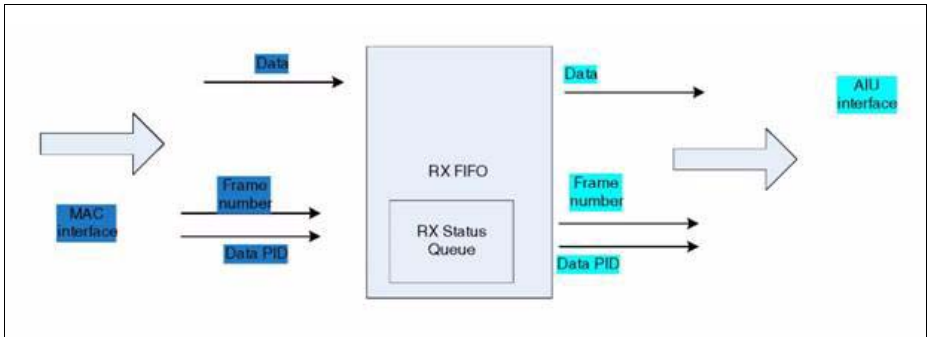 Data
Data
AIU
interface
RX FIFO
Frame
number
Frame
number
MAC
interface
RX Status
Queue
Data PID
Data PID